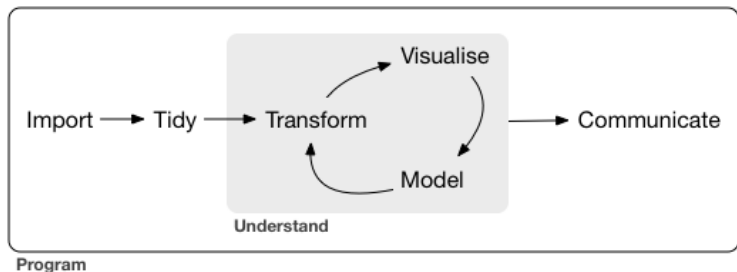 Visualise
Import
Tidy
Transform
Communicate
Model
Understand
Program